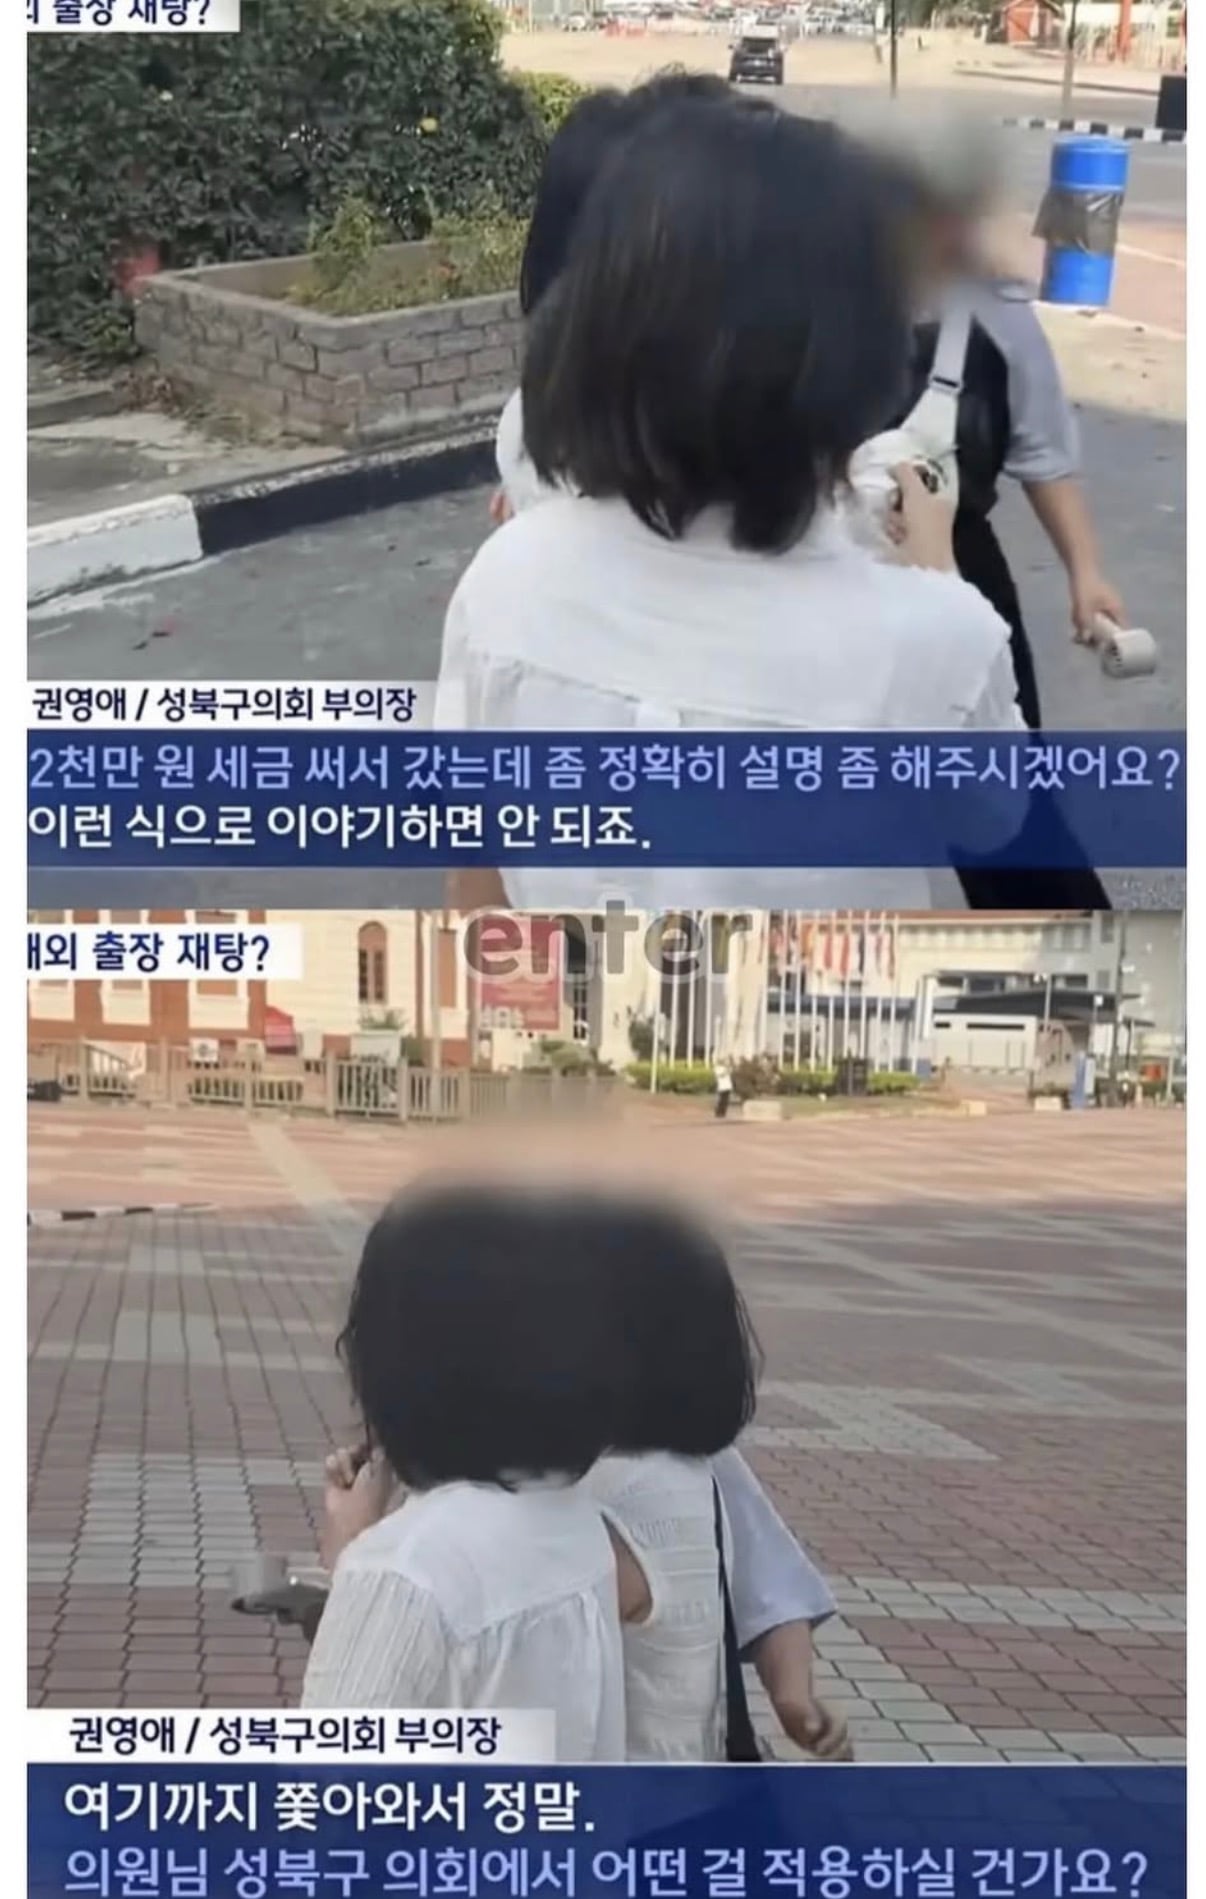 외 출장 재탕?
권영애 / 성북구의회 부의장
2천만 원 세금 써서 갔는데 좀 정확히 설명 좀 해주시겠어요?
이런 식으로 이야기하면 안 되죠.
enter
해외 출장 재탕?
권영애 / 성북구의회 부의장
여기까지 쫓아와서 정말.
의원님 성북구 의회에서 어떤 걸 적용하실 건가요?